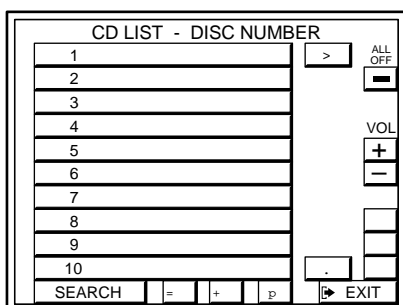 CD LIST - DISC NUMBER
1 >
ALL
OFF
2
3
4
VOL
5 +
6 –
7
8
9
10 .
SEARCH = + p EXIT